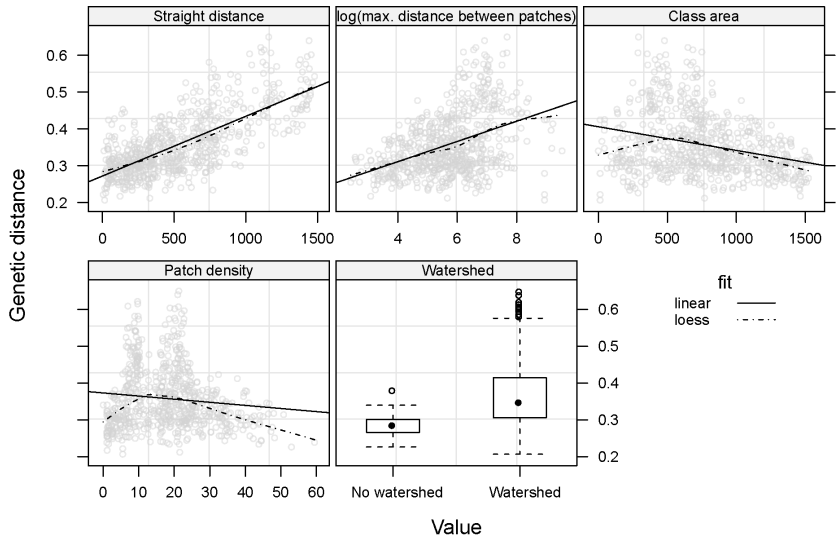 Straight distance
log(max. distance between patches)
Class area
0.6
0.5
0.4
0.3
0.2
0 500 1000 1500
4 6 8
0 500 1000 1500
Genetic distance
Patch density
Watershed
fit
linear
loess
0.6
0.5
0.4
0.3
0.2
0 10 20 30 40 50 60
No watershed Watershed
Value